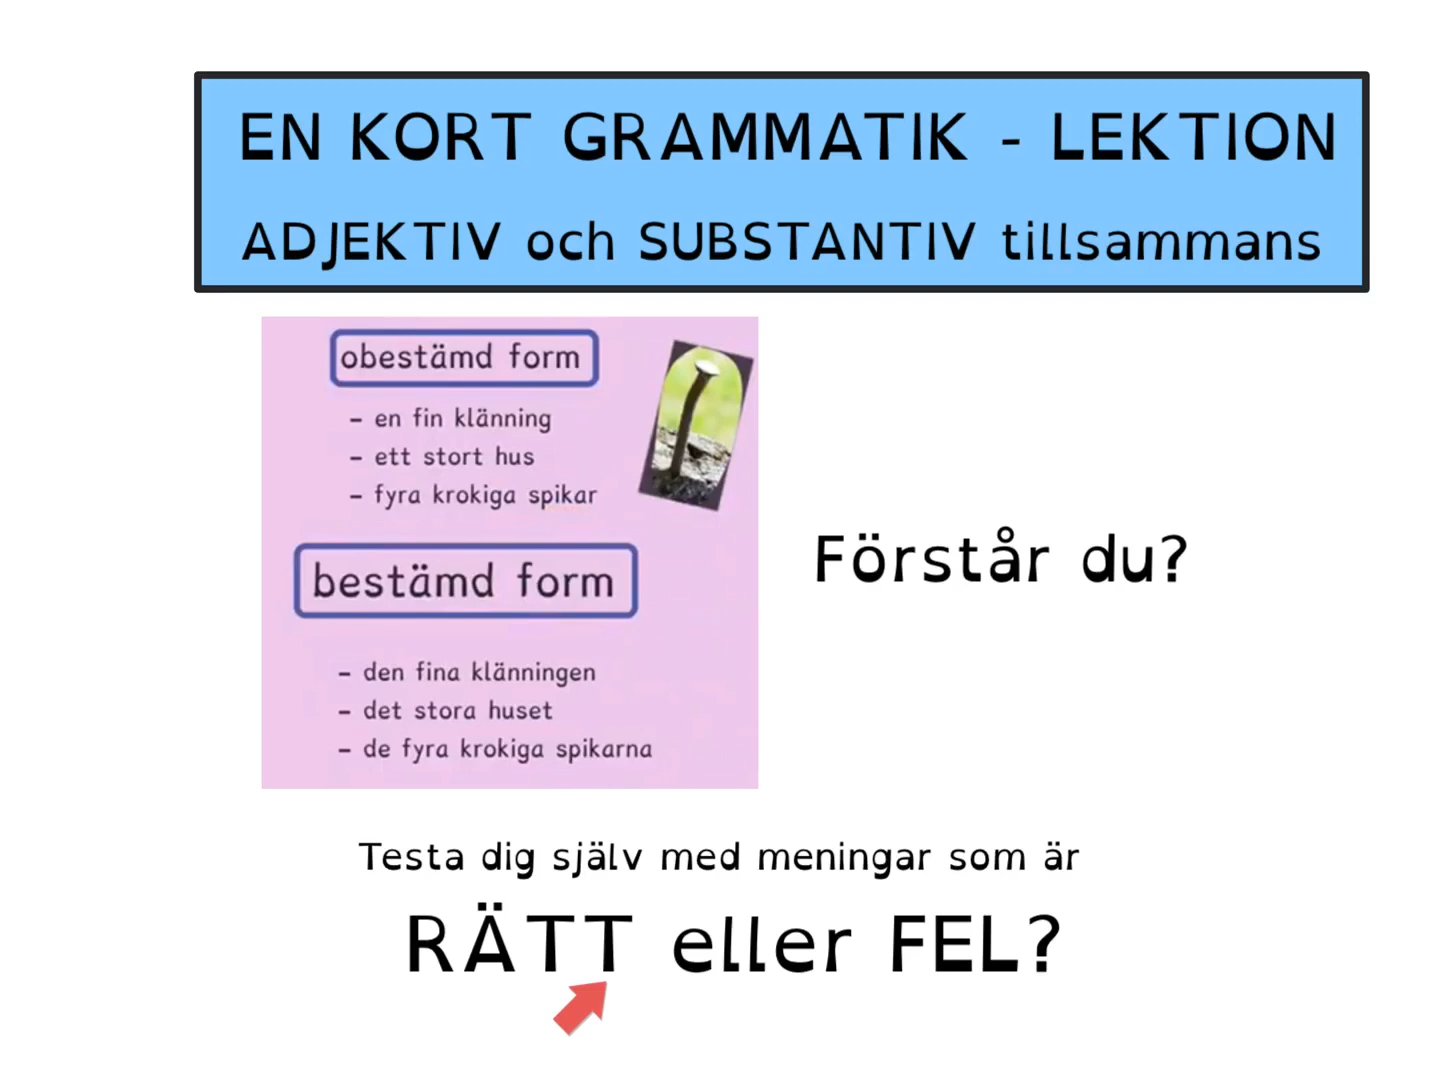 EN KORT GRAMMATIK - LEKTION
ADJEKTIV och SUBSTANTIV tillsammans
obestämd form
- en fin klänning
- ett stort hus
- fyra krokiga spikar
bestämd form
- den fina klänningen
- det stora huset
- de fyra krokiga spikarna
Förstår du?
Testa dig själv med meningar som är
RÄTT eller FEL?